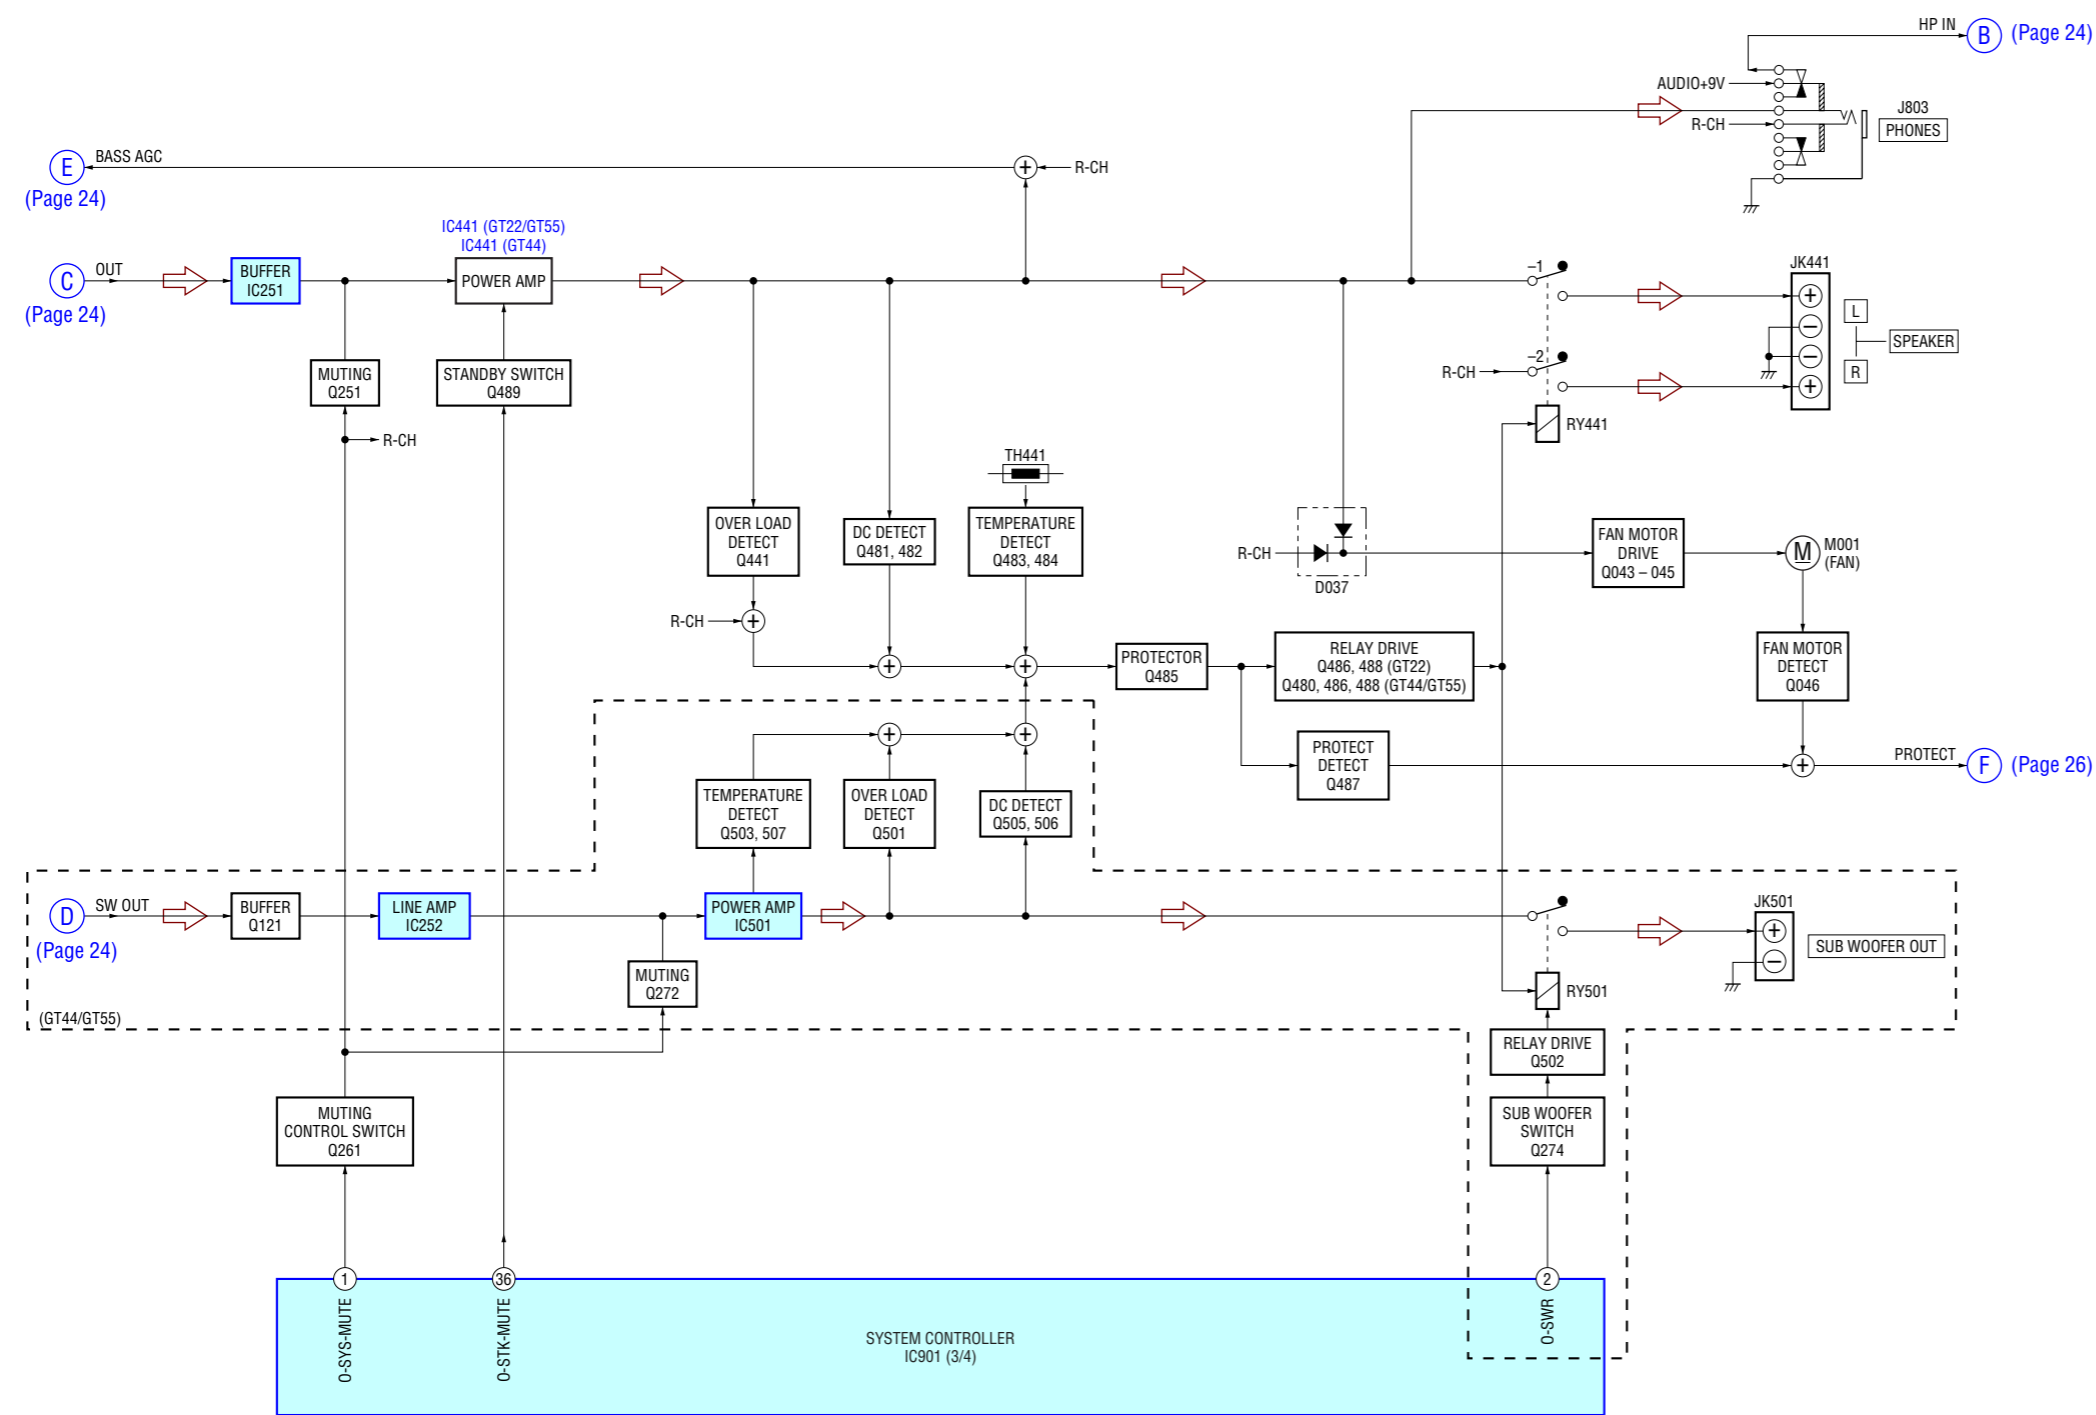 HP IN
B
(Page 24)
AUDIO+9V
R-CH
J803
PHONES
E
BASS AGC
(Page 24)
+
R-CH
IC441 (GT22/GT55)
IC441 (GT44)
C
OUT
(Page 24)
BUFFER
IC251
POWER AMP
–1
JK441
+
–
–
+
L
R
SPEAKER
MUTING
Q251
STANDBY SWITCH
Q489
–2
R-CH
RY441
R-CH
TH441
OVER LOAD
DETECT
Q441
DC DETECT
Q481, 482
TEMPERATURE
DETECT
Q483, 484
R-CH
D037
FAN MOTOR
DRIVE
Q043 – 045
M
M001
(FAN)
R-CH
+
+
+
PROTECTOR
Q485
RELAY DRIVE
Q486, 488 (GT22)
Q480, 486, 488 (GT44/GT55)
FAN MOTOR
DETECT
Q046
+
+
PROTECT
DETECT
Q487
+
PROTECT
F
(Page 26)
TEMPERATURE
DETECT
Q503, 507
OVER LOAD
DETECT
Q501
DC DETECT
Q505, 506
D
SW OUT
(Page 24)
BUFFER
Q121
LINE AMP
IC252
POWER AMP
IC501
JK501
+
–
SUB WOOFER OUT
MUTING
Q272
RY501
(GT44/GT55)
RELAY DRIVE
Q502
MUTING
CONTROL SWITCH
Q261
SUB WOOFER
SWITCH
Q274
1
36
2
O-SYS-MUTE
O-STK-MUTE
O-SWR
SYSTEM CONTROLLER
IC901 (3/4)